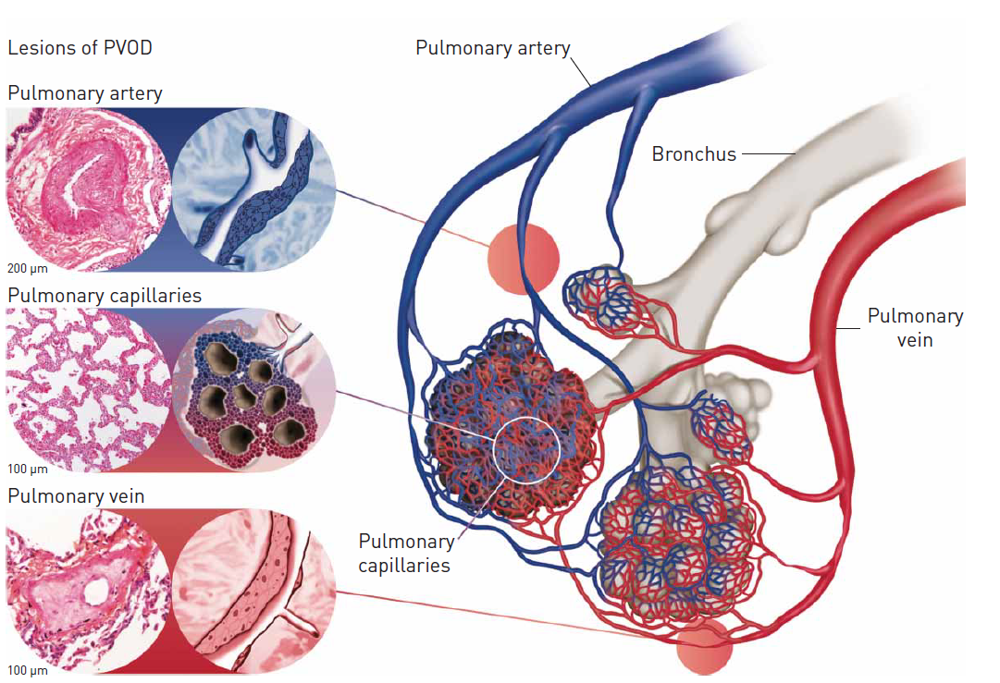 Lesions of PVOD
Pulmonary artery
200 µm
Pulmonary capillaries
100 µm
Pulmonary vein
100 µm
Pulmonary artery
Bronchus
Pulmonary
vein
Pulmonary
capillaries